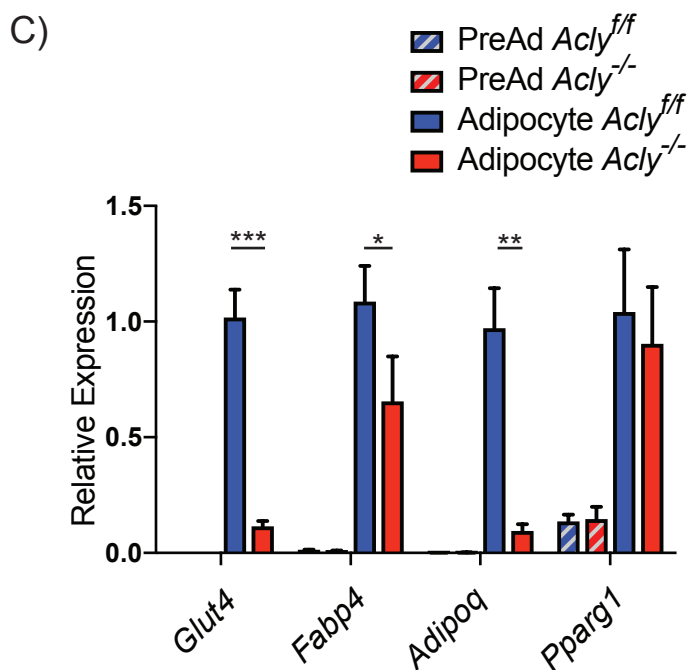 C)
PreAd Acly^f/f
PreAd Acly^-/-
Adipocyte Acly^f/f
Adipocyte Acly^-/-
Relative Expression
1.5
1.0
0.5
0.0
***
*
**
Glut4
Fabp4
Adipoq
Pparg1